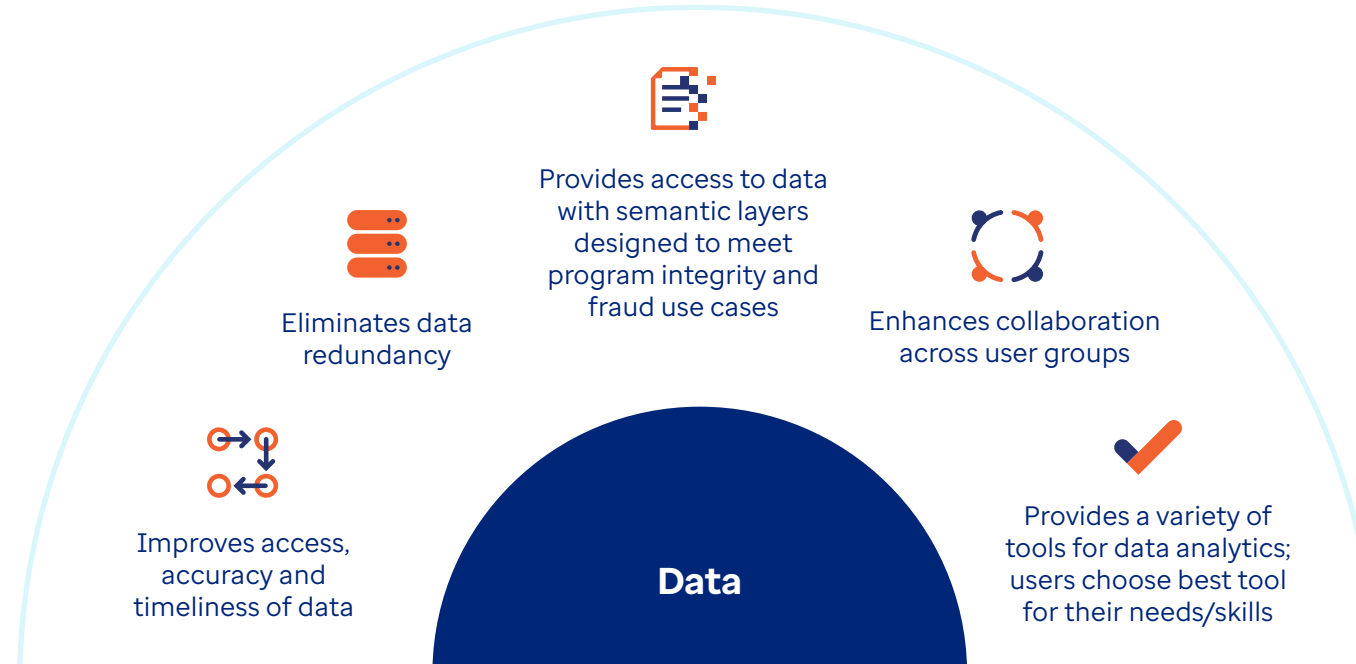 Provides access to data
with semantic layers
designed to meet
program integrity and
fraud use cases
Eliminates data
redundancy
Enhances collaboration
across user groups
Improves access,
accuracy and
timeliness of data
Data
Provides a variety of
tools for data analytics;
users choose best tool
for their needs/skills